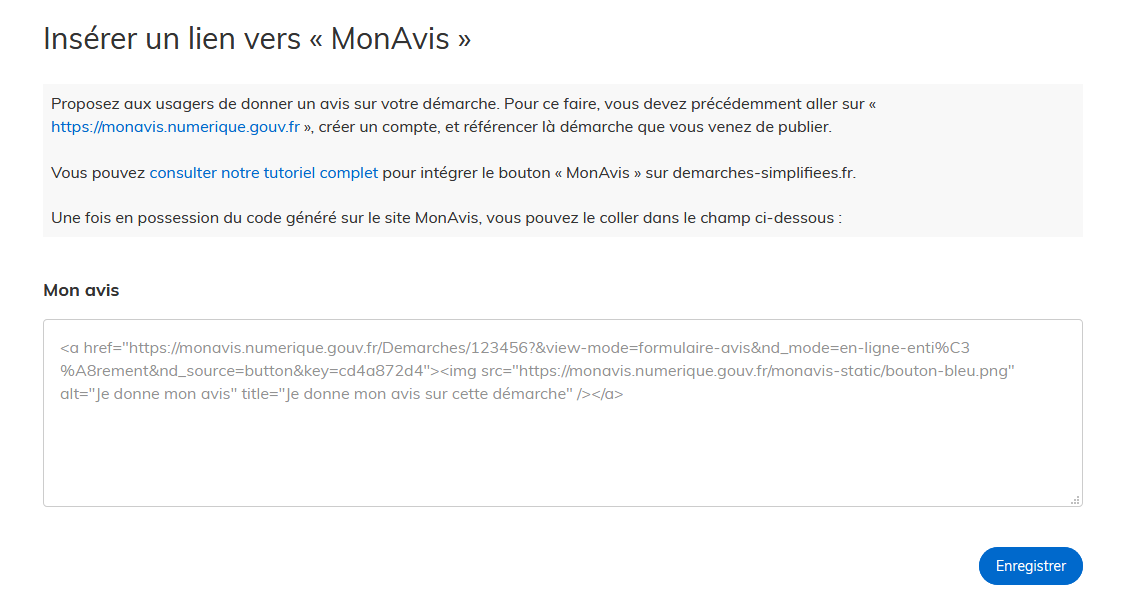 Insérer un lien vers « MonAvis »
Proposez aux usagers de donner un avis sur votre démarche. Pour ce faire, vous devez précédemment aller sur «
https://monavis.numerique.gouv.fr », créer un compte, et référencer là démarche que vous venez de publier.
Vous pouvez consulter notre tutoriel complet pour intégrer le bouton « MonAvis » sur demarches-simplifiees.fr.
Une fois en possession du code généré sur le site MonAvis, vous pouvez le coller dans le champ ci-dessous :
Mon avis
<a href="https://monavis.numerique.gouv.fr/Demarches/123456?&view-mode=formulaire-avis&nd_mode=en-ligne-enti%C3
%A8rement&nd_source=button&key=cd4a872d4"><img src="https://monavis.numerique.gouv.fr/monavis-static/bouton-bleu.png"
alt="Je donne mon avis" title="Je donne mon avis sur cette démarche" /></a>
Enregistrer